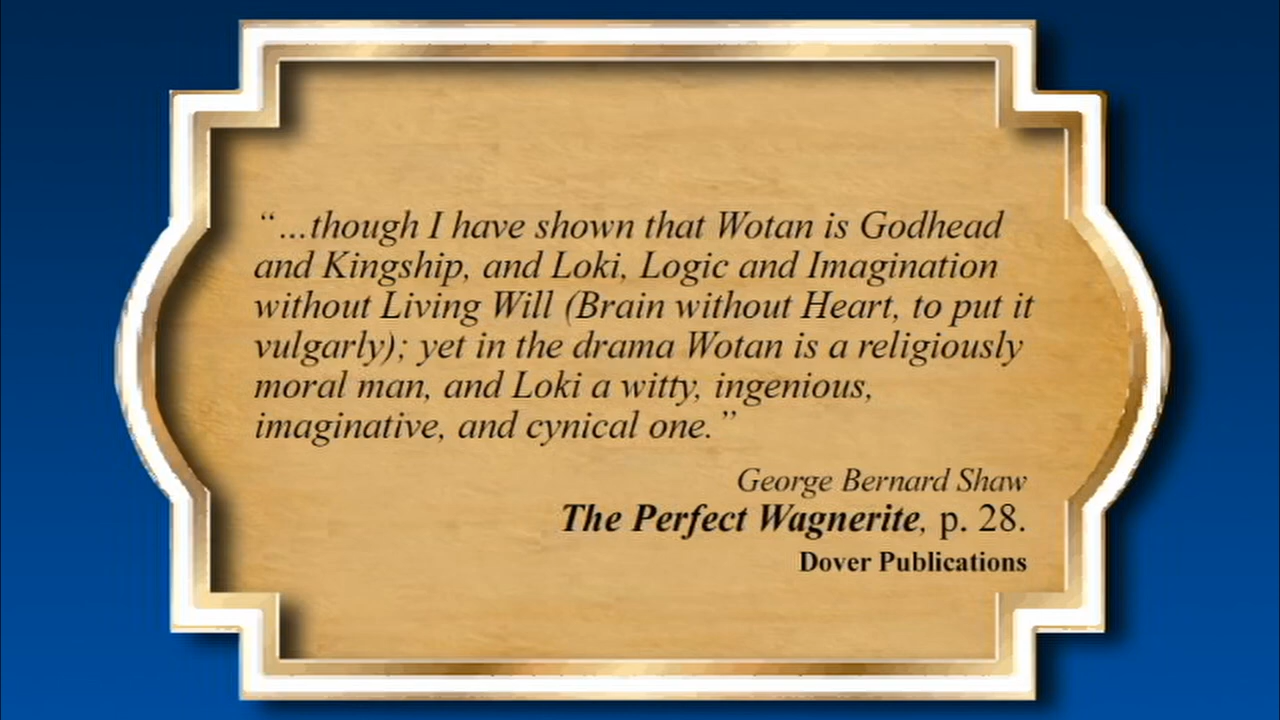 “...though I have shown that Wotan is Godhead
and Kingship, and Loki, Logic and Imagination
without Living Will (Brain without Heart, to put it
vulgarly); yet in the drama Wotan is a religiously
moral man, and Loki a witty, ingenious,
imaginative, and cynical one.”
George Bernard Shaw
The Perfect Wagnerite, p. 28.
Dover Publications